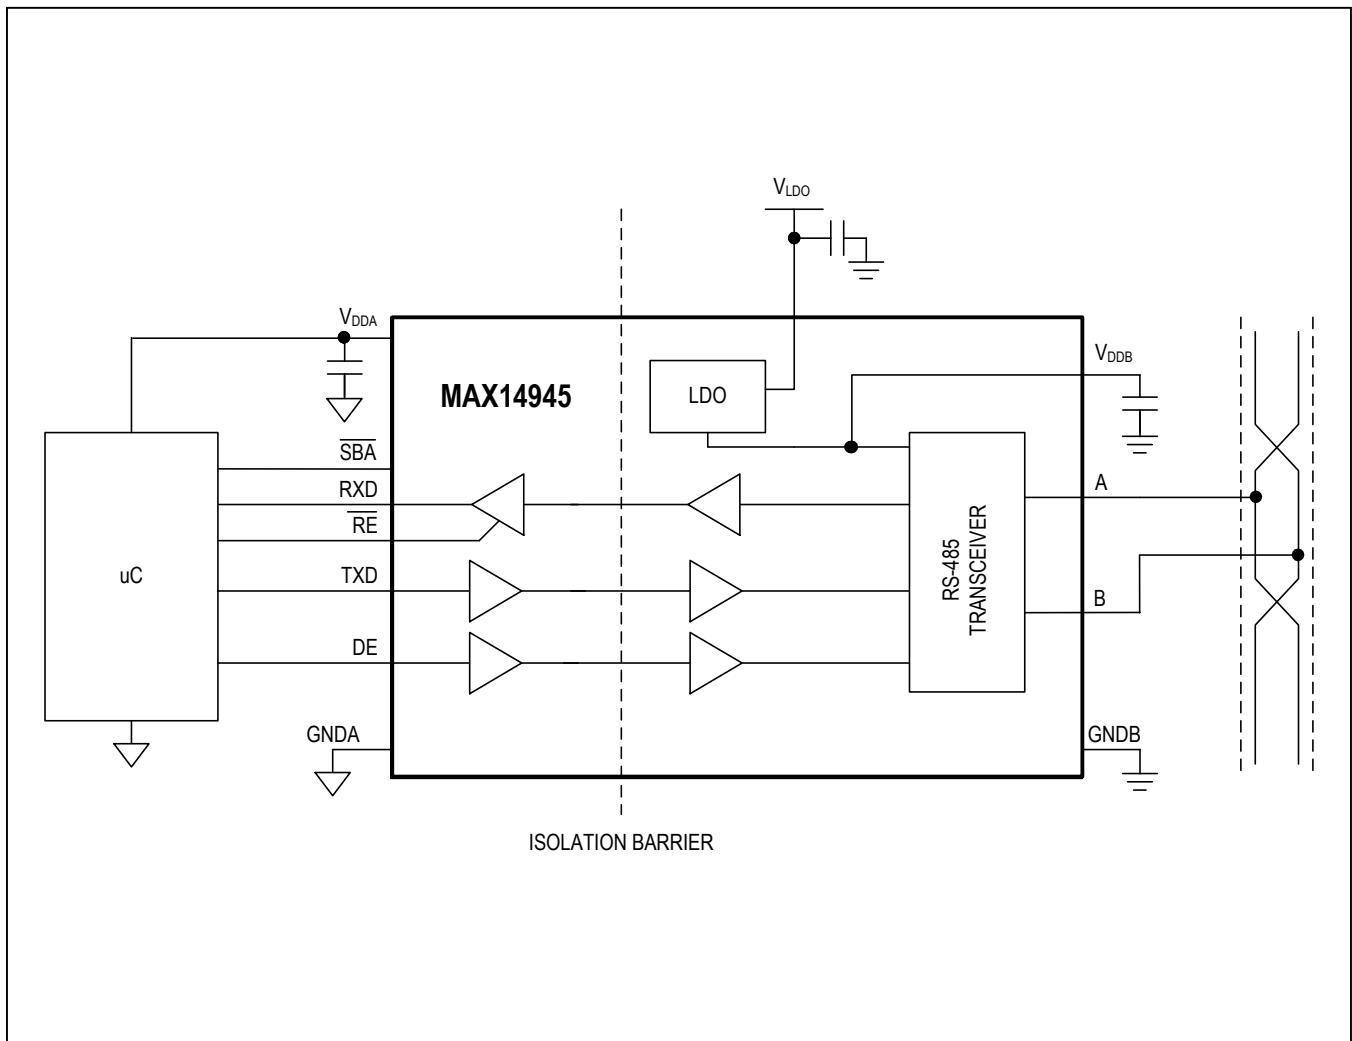 VLDO
VDDA
VDDB
MAX14945
LDO
SBA
RXD
RE
TXD
DE
uC
A
B
RS-485
TRANSCEIVER
GNDA
GNDB
ISOLATION BARRIER